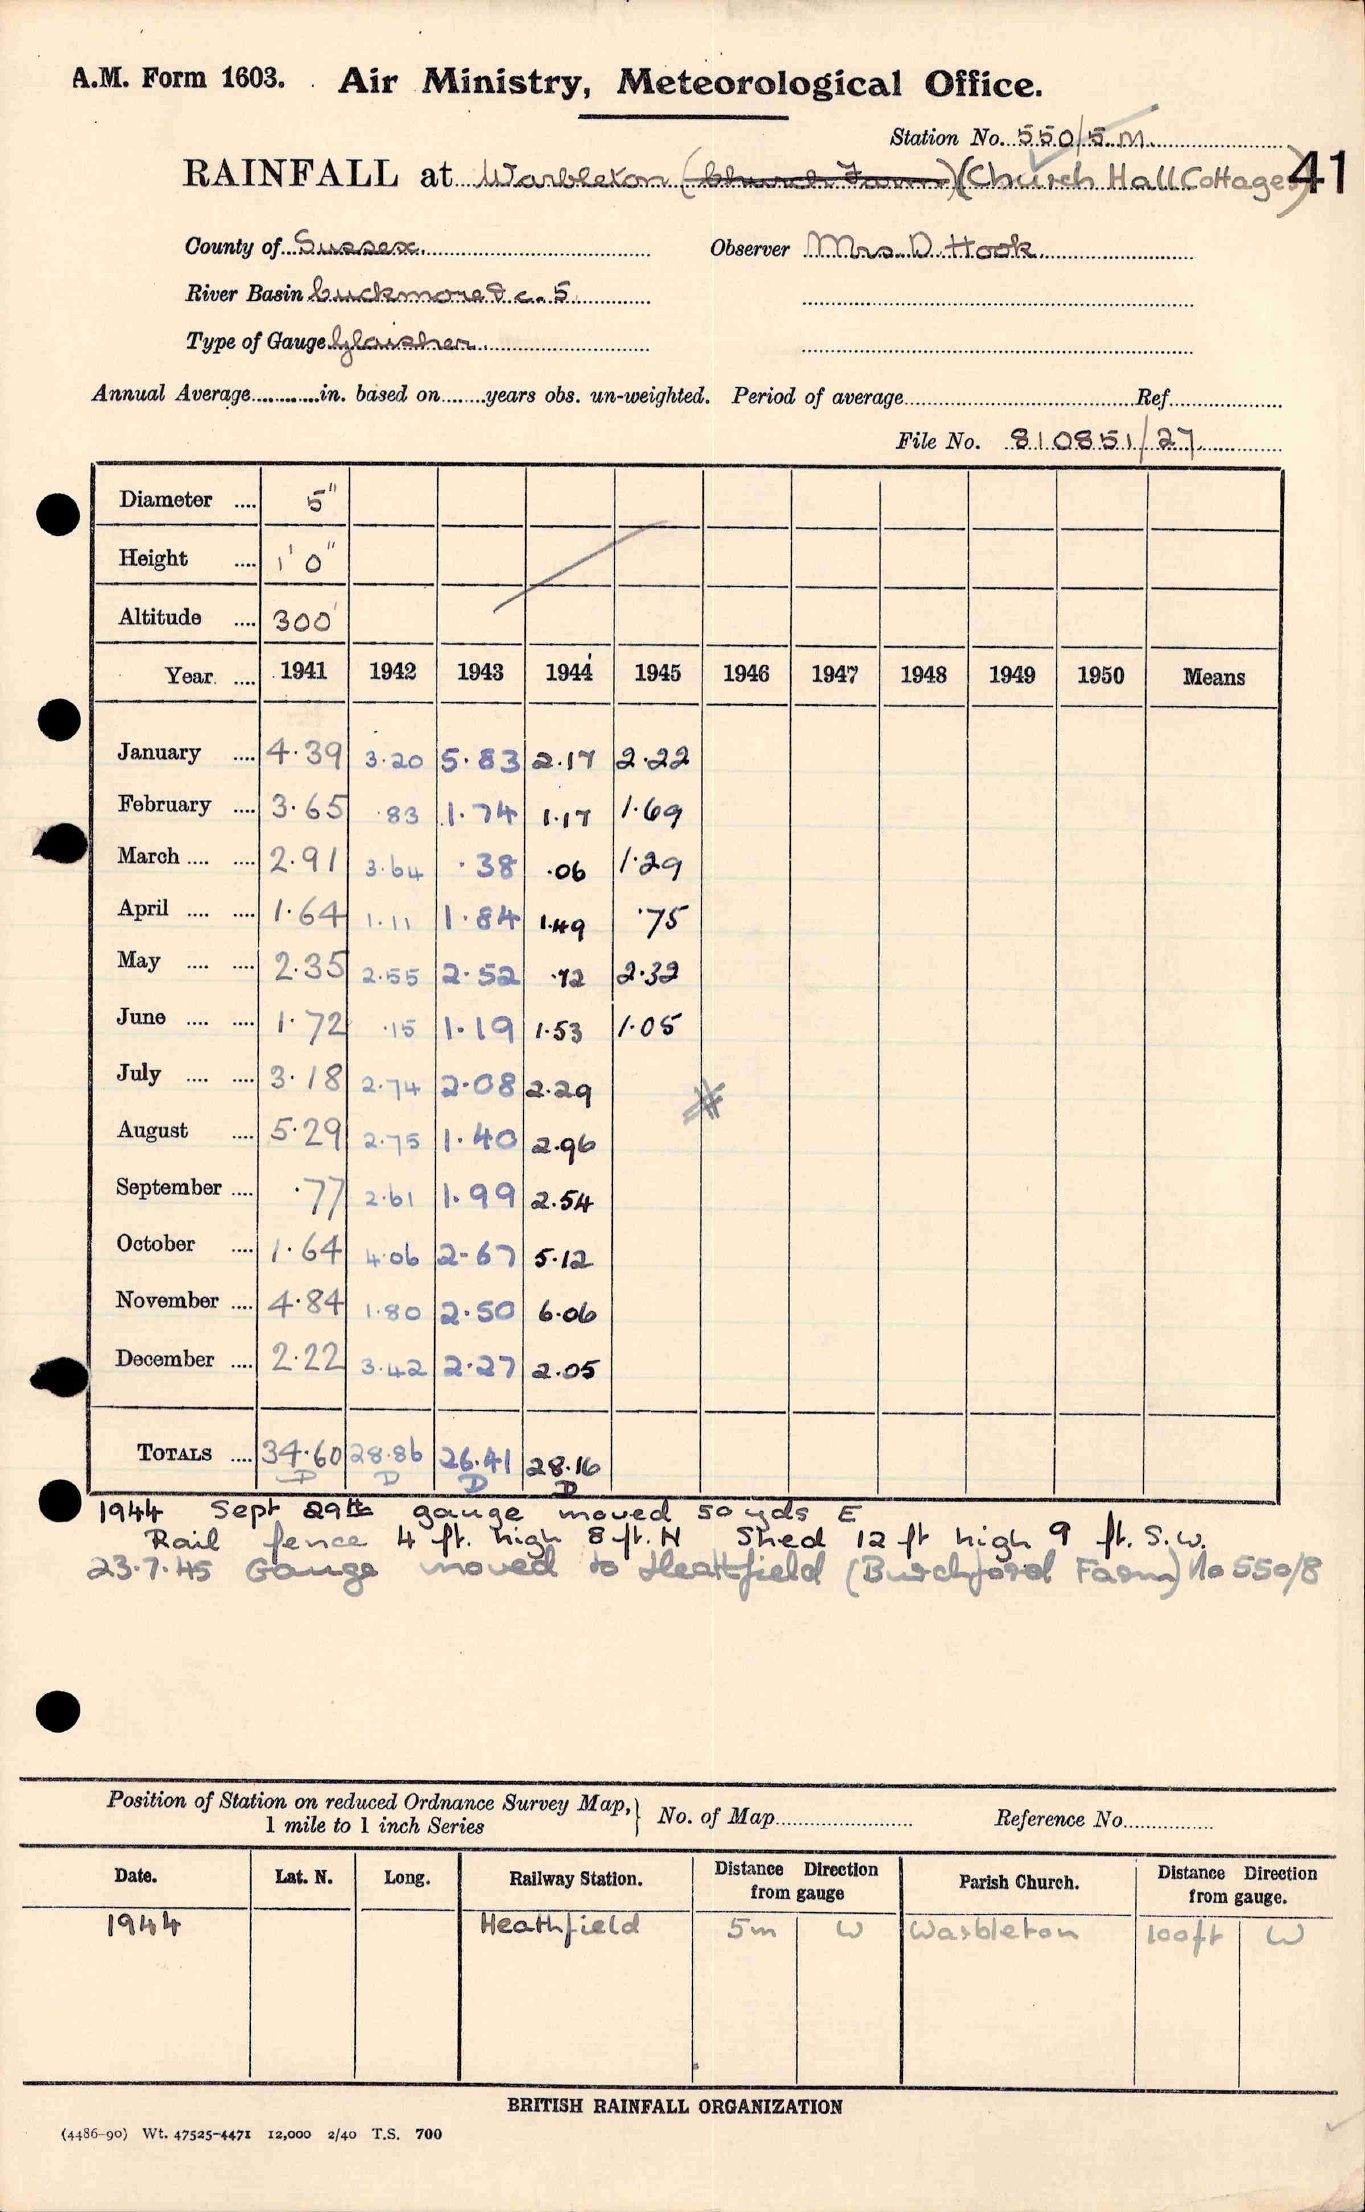 A.M. Form 1603. Air Ministry, Meteorological Office.
Station No. 550/5.M.
RAINFALL at Warbleton (Church Farm) (Church Hall Cottages) 41
County of Sussex. Observer Mrs. D. Hook.
River Basin Cuckmere &c. 5
Type of Gauge Glaisher
Annual Average............in. based on........years obs. un-weighted. Period of average.................Ref.................
File No. 810851/27
Diameter .... 5"
Height .... 1' 0"
Altitude .... 300'
Year .... 1941 1942 1943 1944 1945 1946 1947 1948 1949 1950 Means
January .... 4.39 3.20 5.83 2.17 2.22
February .... 3.65 .83 1.74 1.17 1.69
March .... .... 2.91 3.64 .38 .06 1.29
April .... .... 1.64 1.11 1.84 1.49 .75
May .... .... 2.35 2.55 2.52 .72 2.32
June .... .... 1.72 .15 1.19 1.53 1.05
July .... .... 3.18 2.74 2.08 2.29
August .... 5.29 2.75 1.40 2.96
September .... .77 2.61 1.99 2.54
October .... 1.64 4.06 2.67 5.12
November .... 4.84 1.80 2.50 6.06
December .... 2.22 3.42 2.27 2.05
TOTALS .... 34.60 28.86 26.41 28.16
D D D D
1944 Sept 29th gauge moved 50 yds E
Rail fence 4 ft. high 8 ft. N Shed 12 ft high 9 ft. S.W.
23.7.45 Gauge moved to Heathfield (Burchford Farm) No 550/8
Position of Station on reduced Ordnance Survey Map, 1 mile to 1 inch Series } No. of Map........................ Reference No................
Date. Lat. N. Long. Railway Station. Distance Direction from gauge Parish Church. Distance Direction from gauge.
1944 Heathfield 5m W Warbleton 100ft W
BRITISH RAINFALL ORGANIZATION
(4486-90) Wt. 47525-4471 12,000 2/40 T.S. 700